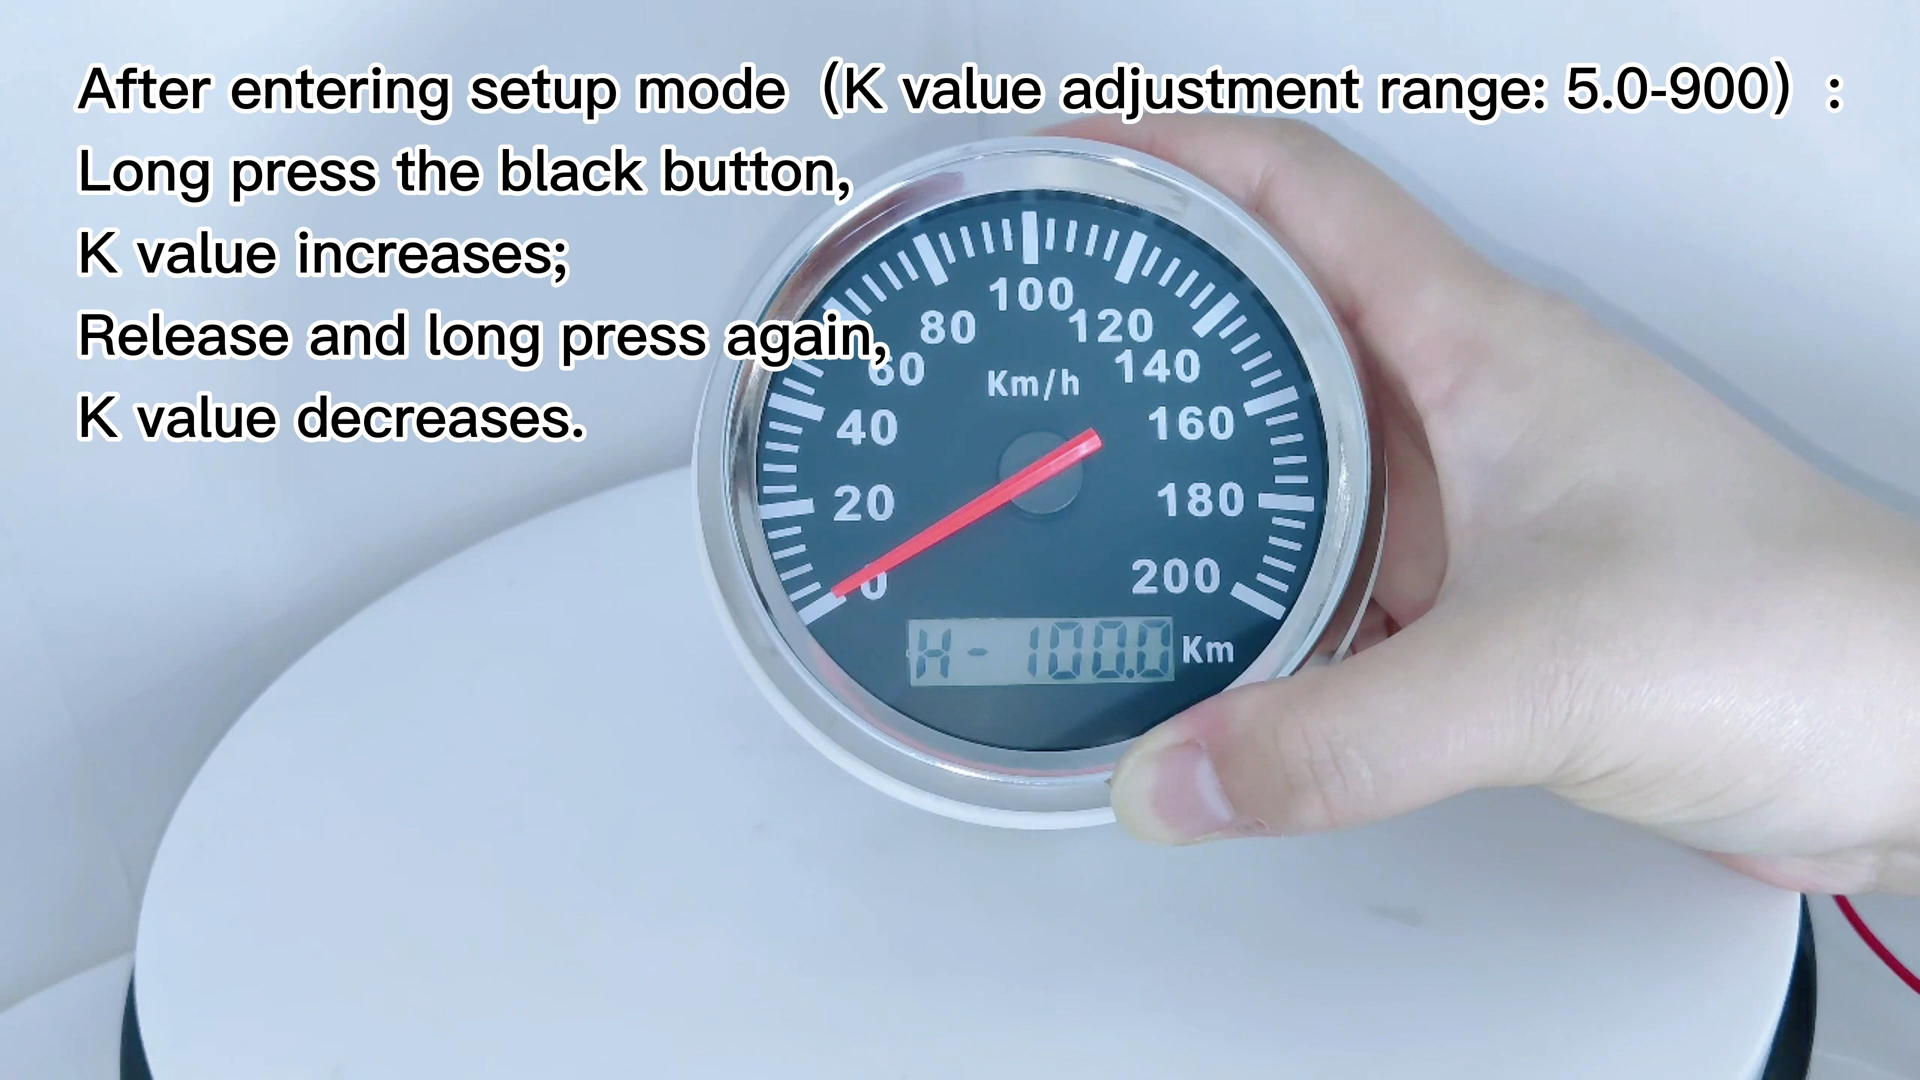 After entering setup mode（K value adjustment range: 5.0-900）:
Long press the black button,
K value increases;
Release and long press again,
K value decreases.
100
80
120
60
140
Km/h
40
160
20
180
0
200
H - 100.0 Km